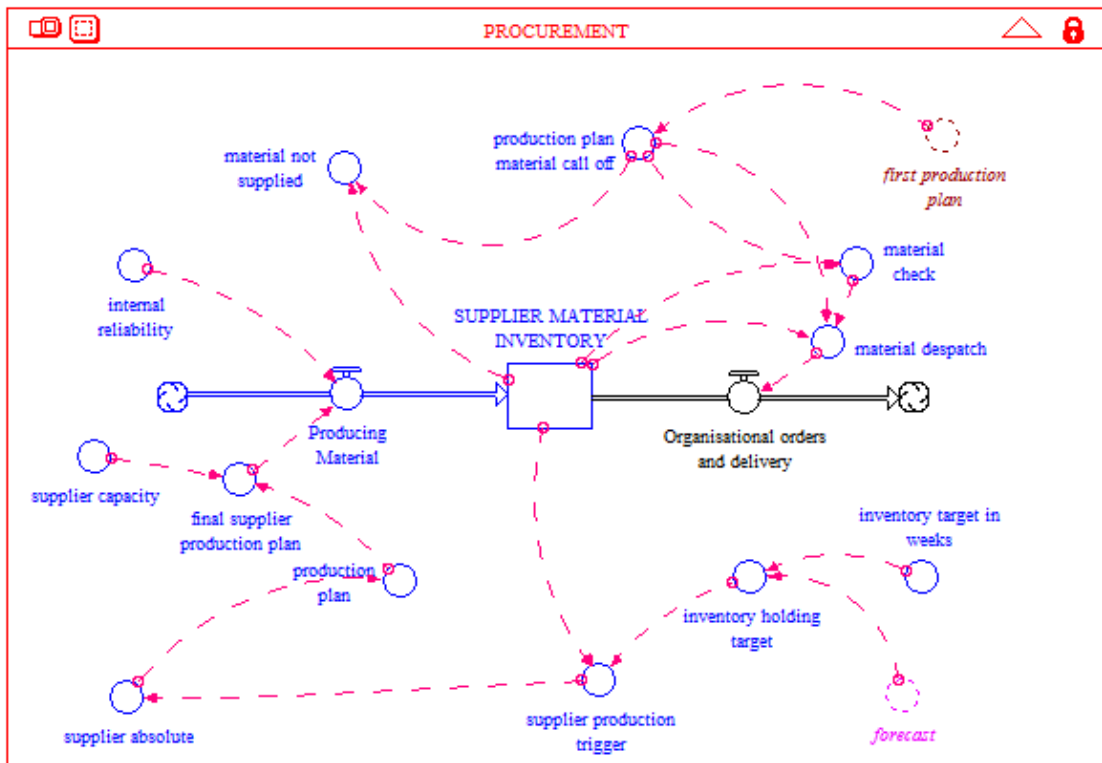 PROCUREMENT
production plan
material call off
material not
supplied
first production
plan
material
check
internal
reliability
SUPPLIER MATERIAL
INVENTORY
material despatch
Producing
Material
Organisational orders
and delivery
supplier capacity
final supplier
production plan
inventory target in
weeks
production
plan
inventory holding
target
supplier absolute
supplier production
trigger
forecast